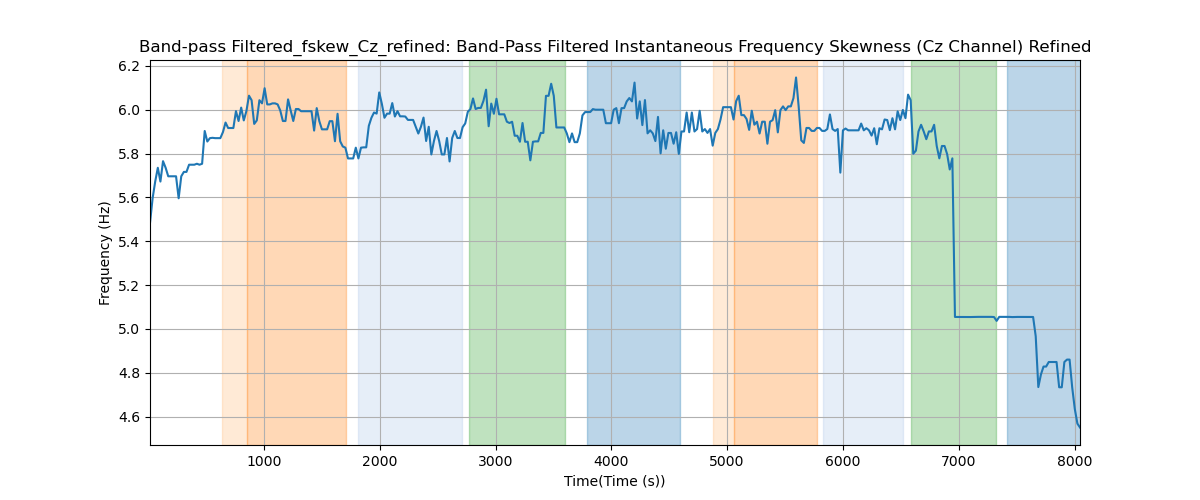 Band-pass Filtered_fskew_Cz_refined: Band-Pass Filtered Instantaneous Frequency Skewness (Cz Channel) Refined
6.2
6.0
5.8
5.6
5.4
5.2
5.0
4.8
4.6
Frequency (Hz)
1000 2000 3000 4000 5000 6000 7000 8000
Time(Time (s))